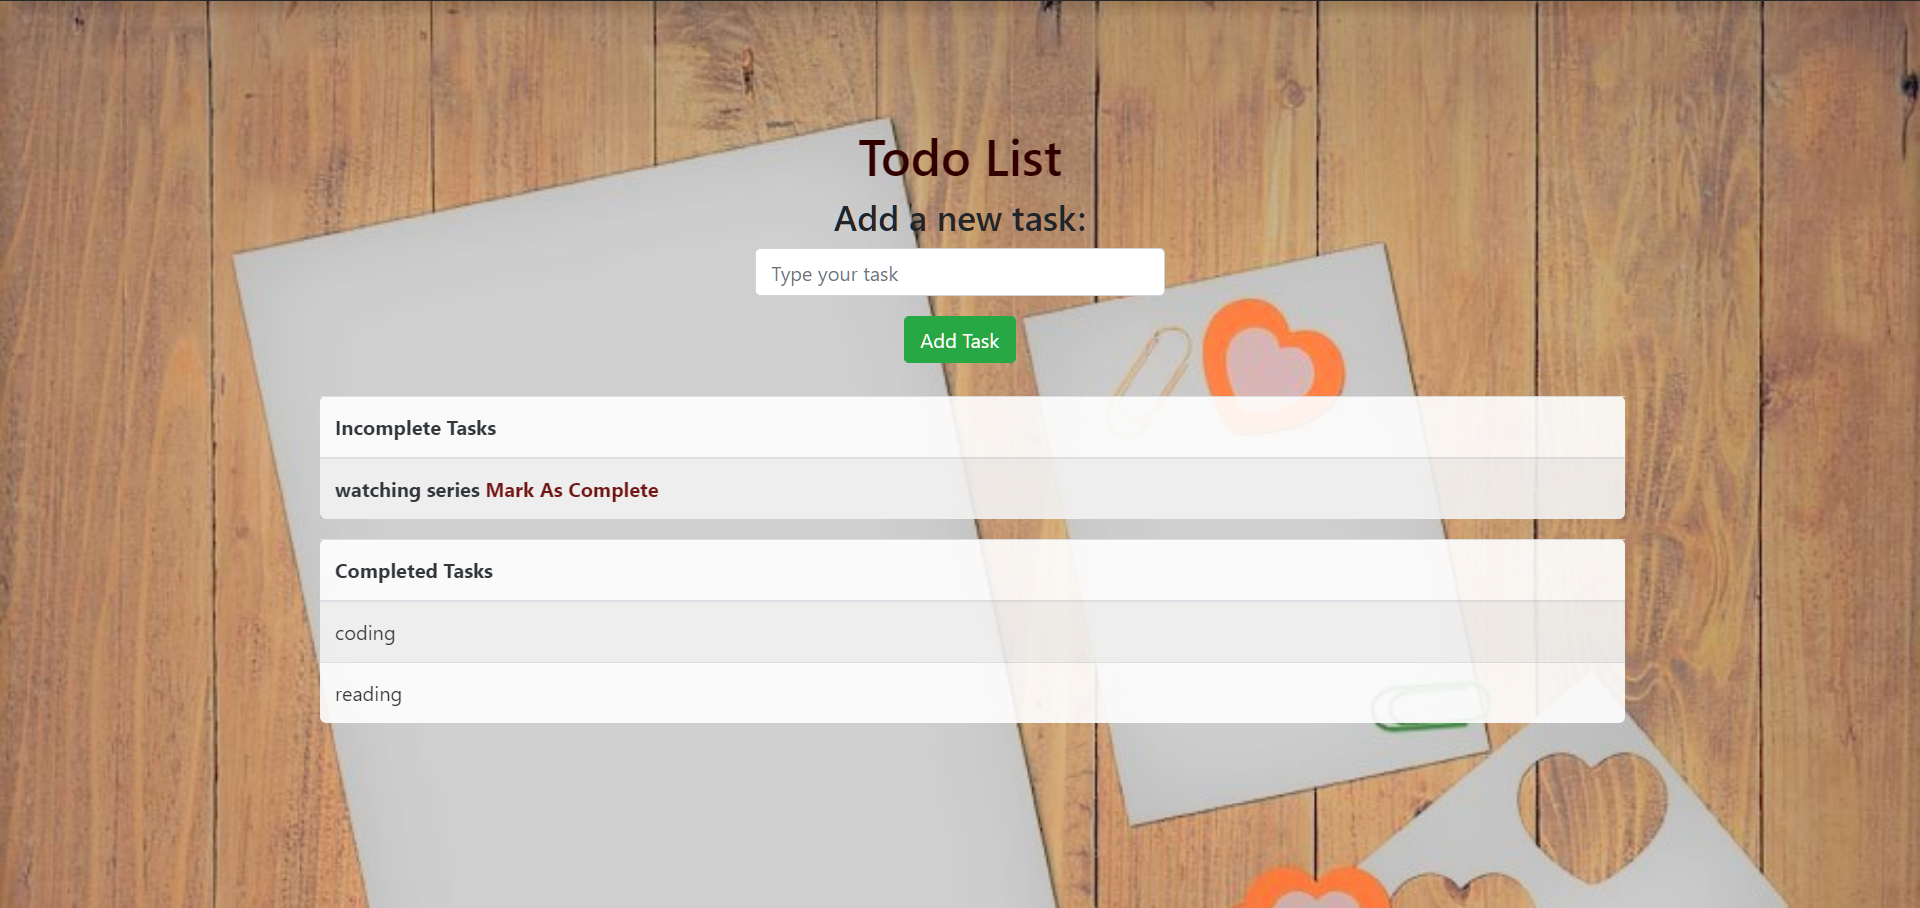 Todo List
Add a new task:
Type your task
Add Task
Incomplete Tasks
watching series Mark As Complete
Completed Tasks
coding
reading